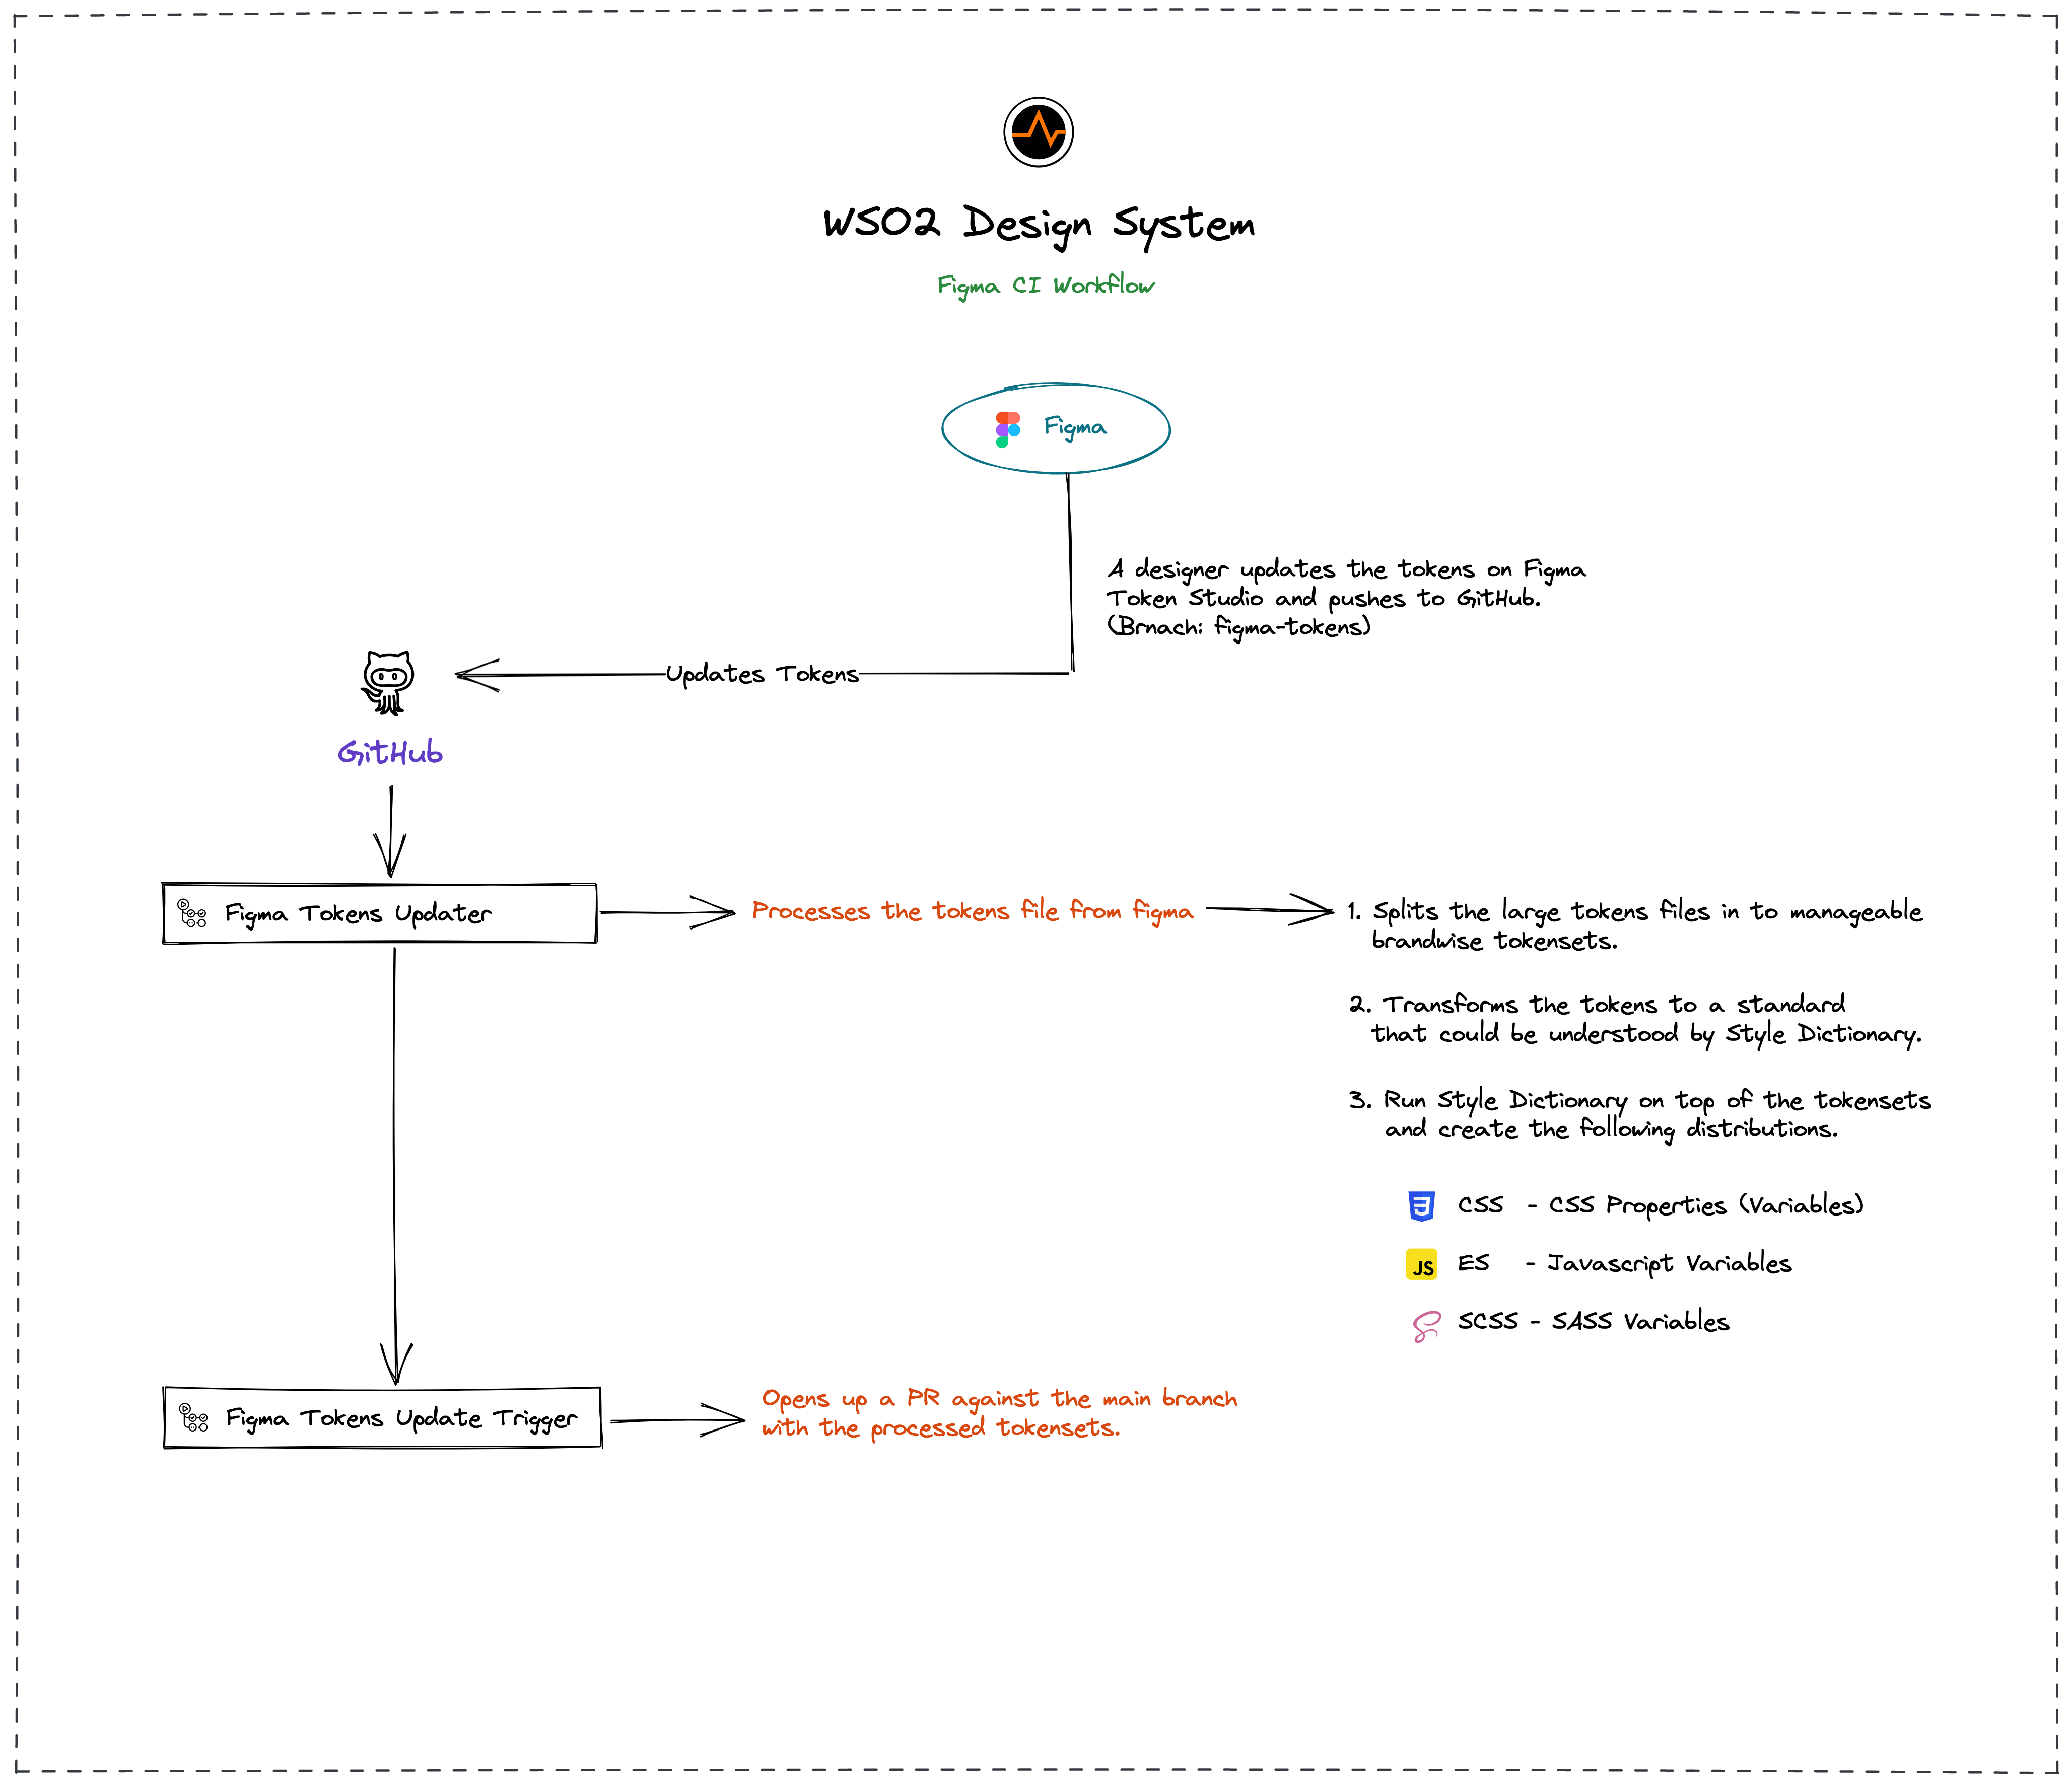 WSO2 Design System
Figma CI Workflow
Figma
A designer updates the tokens on Figma
Token Studio and pushes to GitHub.
(Brnach: figma-tokens)
Updates Tokens
GitHub
Figma Tokens Updater
Processes the tokens file from figma
1. Splits the large tokens files in to manageable
brandwise tokensets.
2. Transforms the tokens to a standard
that could be understood by Style Dictionary.
3. Run Style Dictionary on top of the tokensets
and create the following distributions.
CSS - CSS Properties (Variables)
JS ES - Javascript Variables
SCSS - SASS Variables
Figma Tokens Update Trigger
Opens up a PR against the main branch
with the processed tokensets.